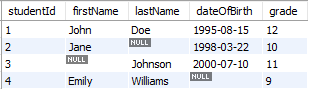 studentId firstName lastName dateOfBirth grade
1 John Doe 1995-08-15 12
2 Jane NULL 1998-03-22 10
3 NULL Johnson 2000-07-10 11
4 Emily Williams NULL 9